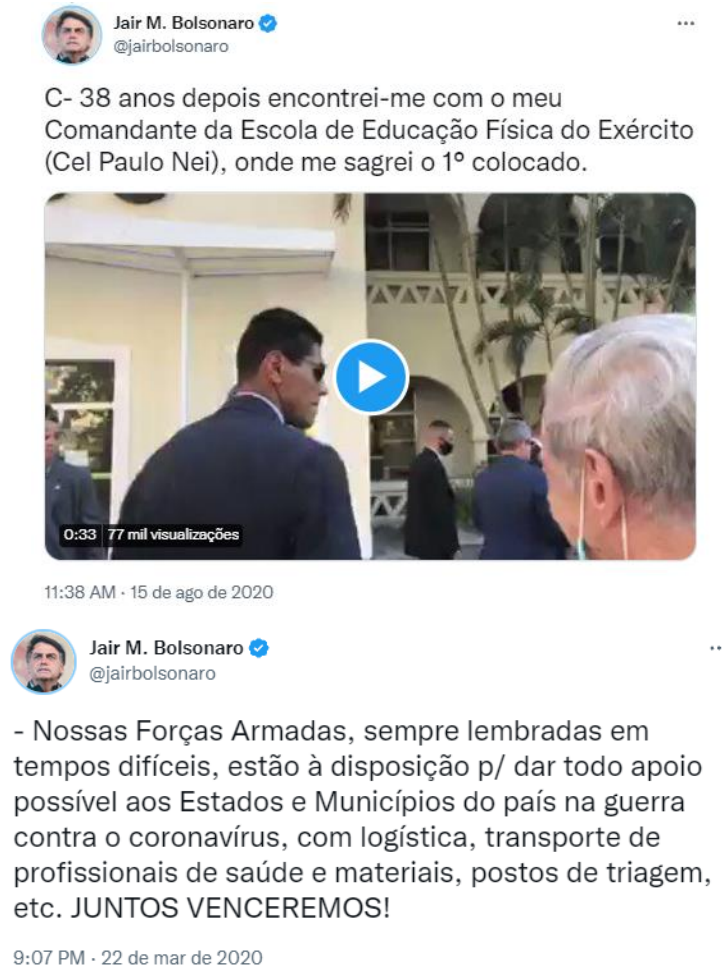 Jair M. Bolsonaro
@jairbolsonaro
C- 38 anos depois encontrei-me com o meu
Comandante da Escola de Educação Física do Exército
(Cel Paulo Nei), onde me sagrei o 1º colocado.
0:33 77 mil visualizações
11:38 AM · 15 de ago de 2020
Jair M. Bolsonaro
@jairbolsonaro
- Nossas Forças Armadas, sempre lembradas em
tempos difíceis, estão à disposição p/ dar todo apoio
possível aos Estados e Municípios do país na guerra
contra o coronavírus, com logística, transporte de
profissionais de saúde e materiais, postos de triagem,
etc. JUNTOS VENCEREMOS!
9:07 PM · 22 de mar de 2020